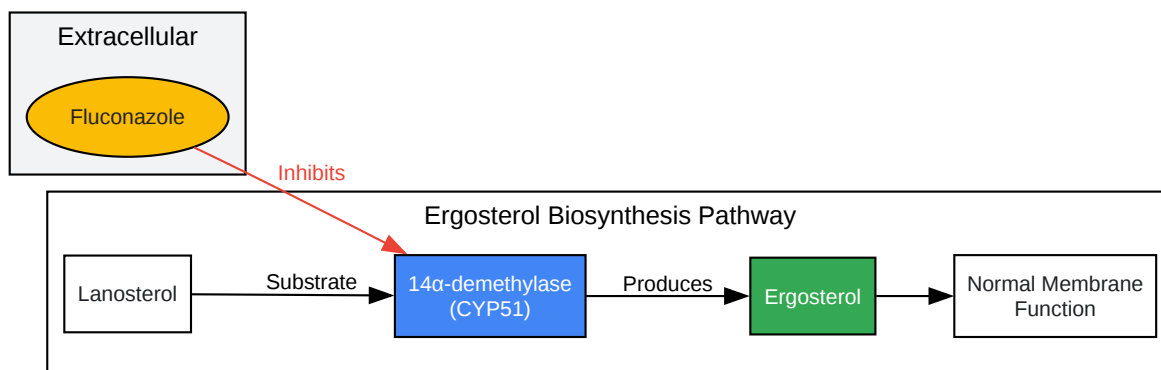 Extracellular
Fluconazole
Inhibits
Ergosterol Biosynthesis Pathway
Lanosterol
Substrate
14α-demethylase
(CYP51)
Produces
Ergosterol
Normal Membrane
Function